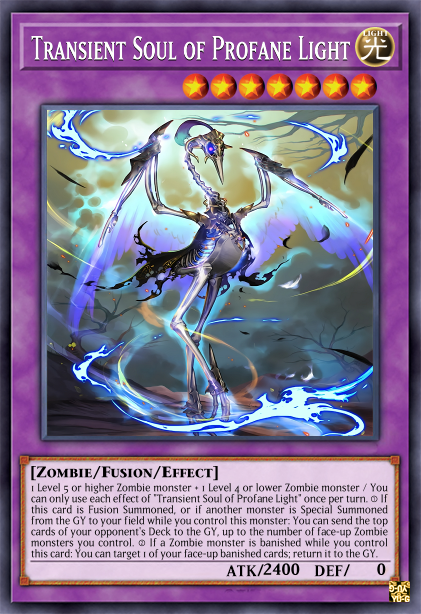 Transient Soul of Profane Light
LIGHT
光
[Zombie/Fusion/Effect]
1 Level 5 or higher Zombie monster + 1 Level 4 or lower Zombie monster / You
can only use each effect of "Transient Soul of Profane Light" once per turn. ① If
this card is Fusion Summoned, or if another monster is Special Summoned
from the GY to your field while you control this monster: You can send the top
cards of your opponent's Deck to the GY, up to the number of face-up Zombie
monsters you control. ② If a Zombie monster is banished while you control
this card: You can target 1 of your face-up banished cards; return it to the GY.
ATK/2400 DEF/ 0